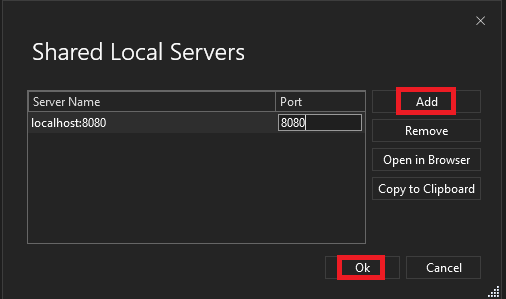 Shared Local Servers
Server Name Port
localhost:8080 8080
Add
Remove
Open in Browser
Copy to Clipboard
Ok Cancel